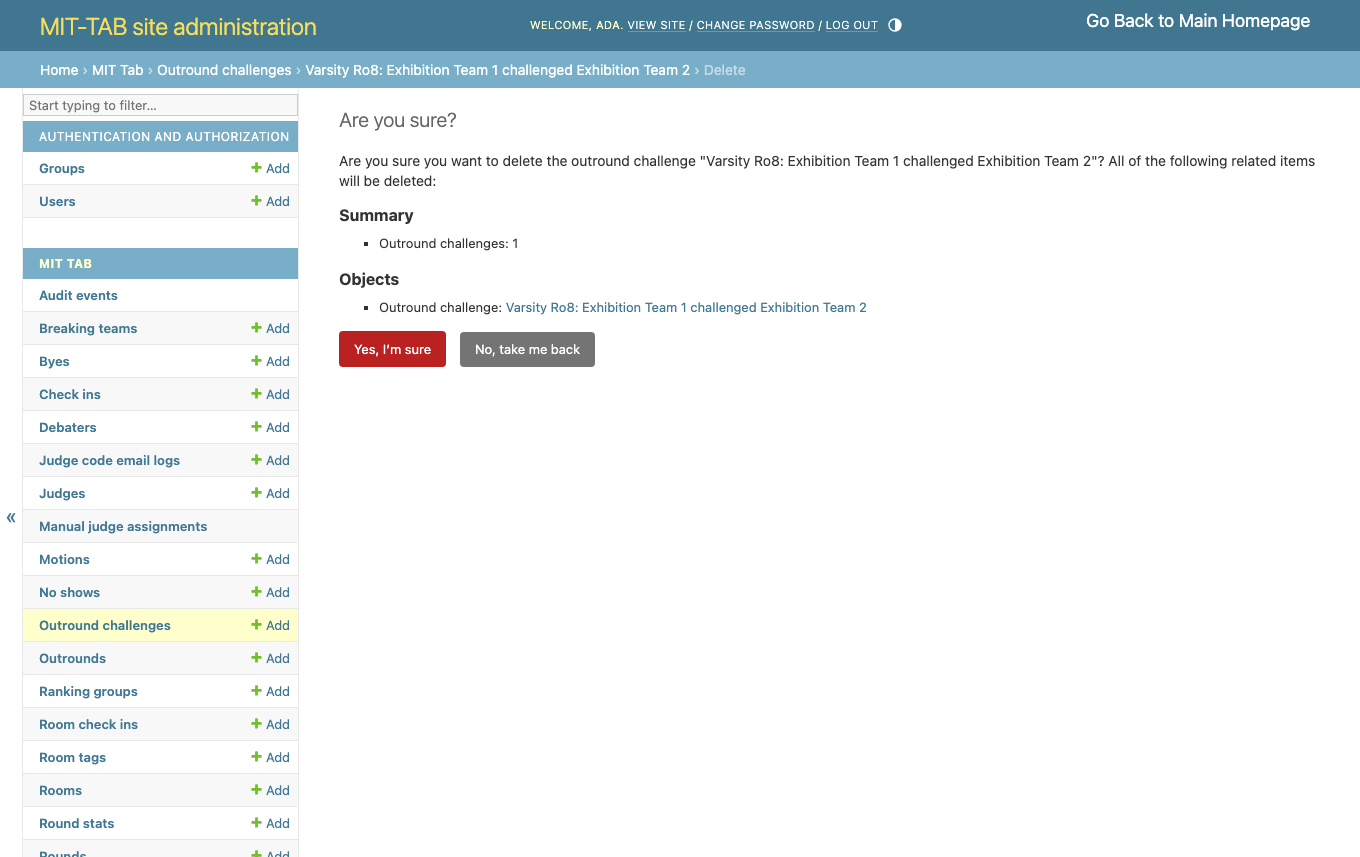 MIT-TAB site administration
WELCOME, ADA. VIEW SITE / CHANGE PASSWORD / LOG OUT
Go Back to Main Homepage
Home › MIT Tab › Outround challenges › Varsity Ro8: Exhibition Team 1 challenged Exhibition Team 2 › Delete
Start typing to filter...
AUTHENTICATION AND AUTHORIZATION
Groups + Add
Users + Add
MIT TAB
Audit events
Breaking teams + Add
Byes + Add
Check ins + Add
Debaters + Add
Judge code email logs + Add
Judges + Add
Manual judge assignments
Motions + Add
No shows + Add
Outround challenges + Add
Outrounds + Add
Ranking groups + Add
Room check ins + Add
Room tags + Add
Rooms + Add
Round stats + Add
Rounds + Add
«
Are you sure?
Are you sure you want to delete the outround challenge "Varsity Ro8: Exhibition Team 1 challenged Exhibition Team 2"? All of the following related items
will be deleted:
Summary
Outround challenges: 1
Objects
Outround challenge: Varsity Ro8: Exhibition Team 1 challenged Exhibition Team 2
Yes, I’m sure
No, take me back